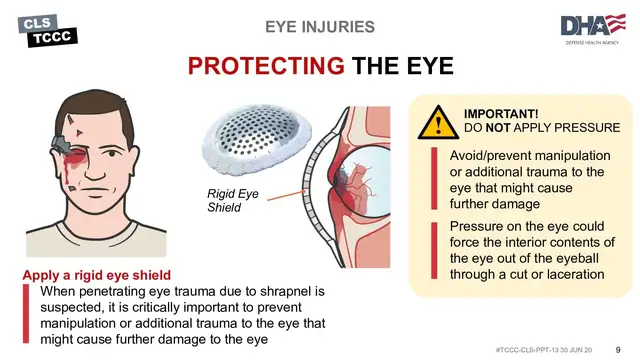 CLS
TCCC
EYE INJURIES
DHA
DEFENSE HEALTH AGENCY
PROTECTING THE EYE
Rigid Eye
Shield
Apply a rigid eye shield
When penetrating eye trauma due to shrapnel is
suspected, it is critically important to prevent
manipulation or additional trauma to the eye that
might cause further damage to the eye
IMPORTANT!
DO NOT APPLY PRESSURE
Avoid/prevent manipulation
or additional trauma to the
eye that might cause
further damage
Pressure on the eye could
force the interior contents of
the eye out of the eyeball
through a cut or laceration
#TCCC-CLS-PPT-13 30 JUN 20
9